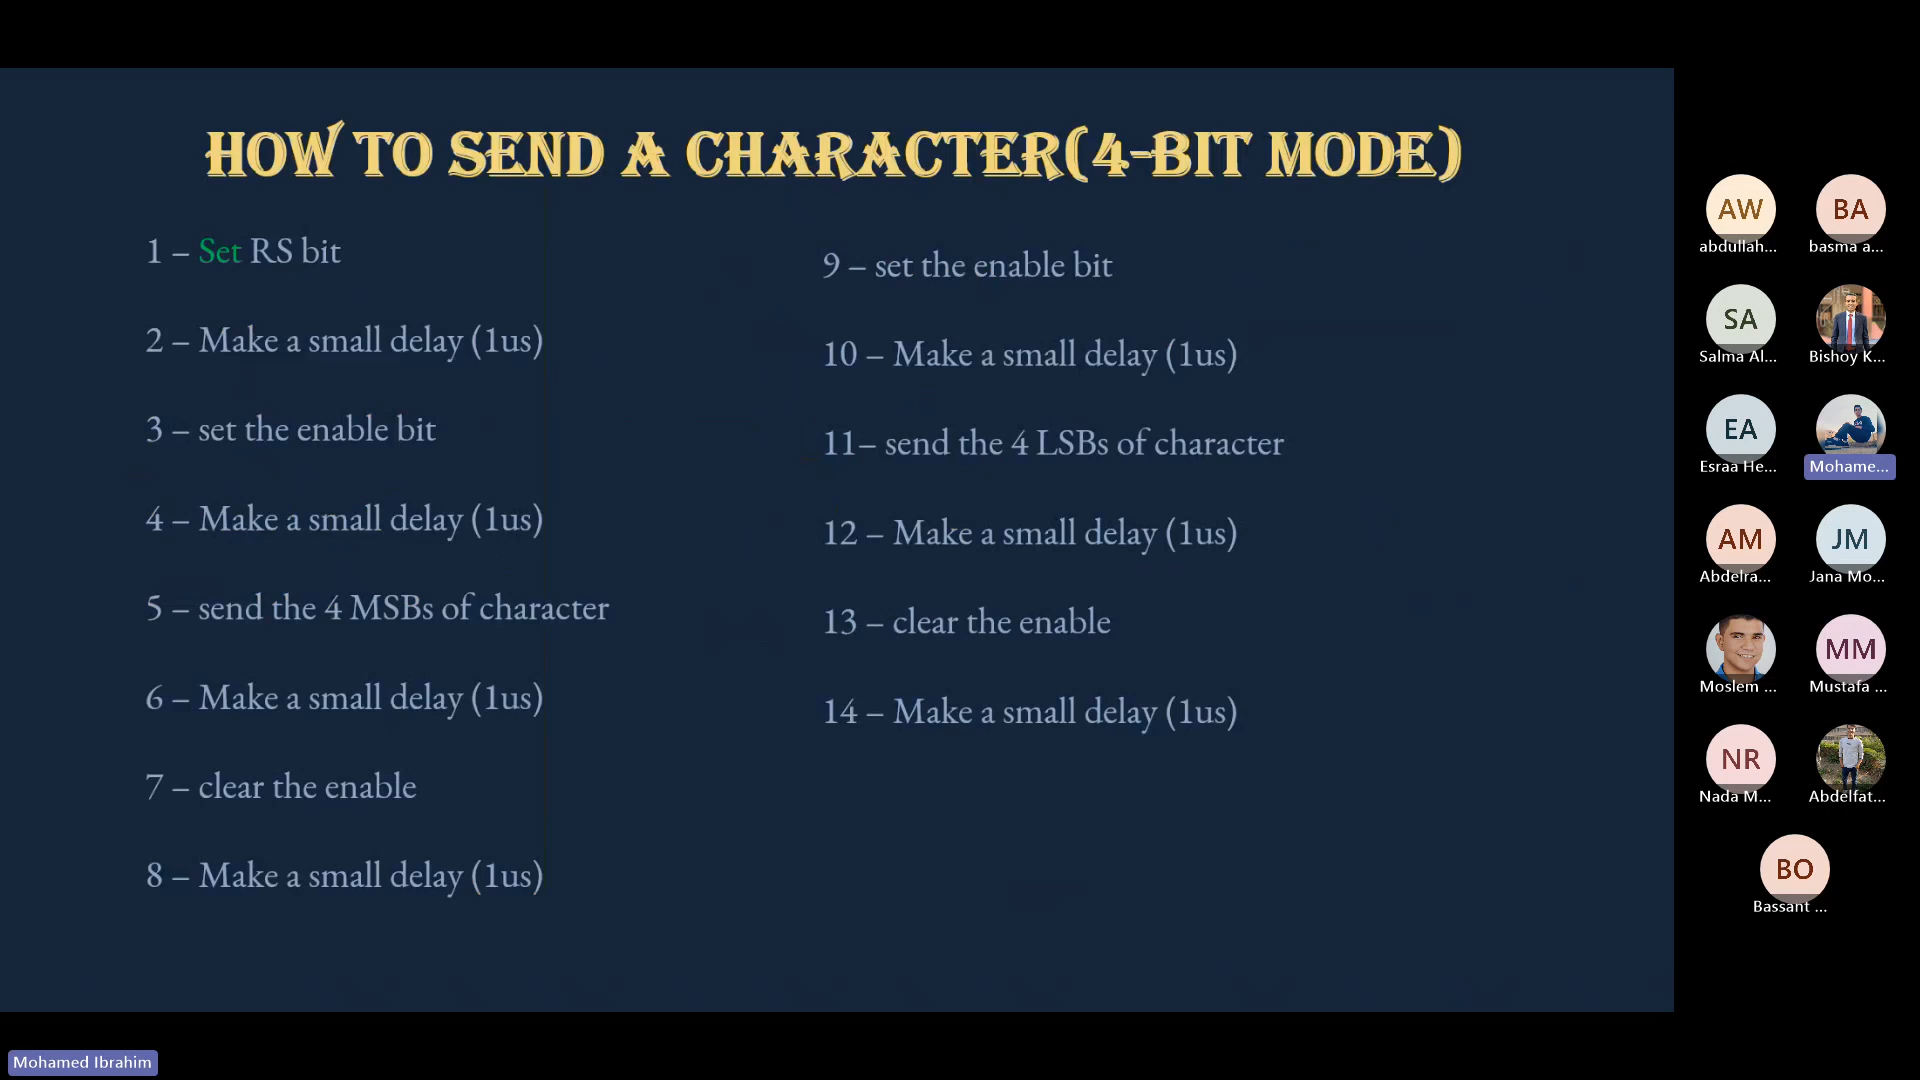 HOW TO SEND A CHARACTER(4-BIT MODE)
1 – Set RS bit
2 – Make a small delay (1us)
3 – set the enable bit
4 – Make a small delay (1us)
5 – send the 4 MSBs of character
6 – Make a small delay (1us)
7 – clear the enable
8 – Make a small delay (1us)
9 – set the enable bit
10 – Make a small delay (1us)
11– send the 4 LSBs of character
12 – Make a small delay (1us)
13 – clear the enable
14 – Make a small delay (1us)
AW
abdullah...
BA
basma a...
SA
Salma Al...
Bishoy K...
EA
Esraa He...
Mohame...
AM
Abdelra...
JM
Jana Mo...
Moslem ...
MM
Mustafa ...
NR
Nada M...
Abdelfat...
BO
Bassant ...
Mohamed Ibrahim